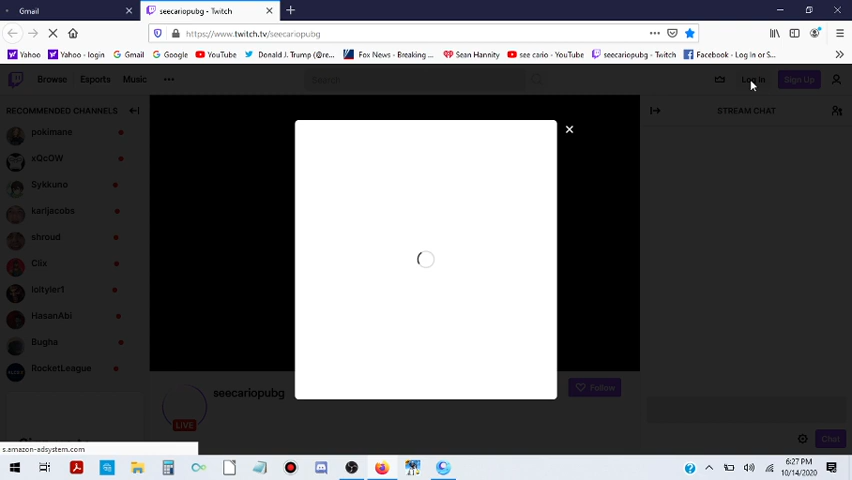 Gmail
seecariopubg - Twitch
https://www.twitch.tv/seecariopubg
Yahoo
Yahoo - login
Gmail
Google
YouTube
Donald J. Trump (@re...
Fox News - Breaking ...
Sean Hannity
see cario - YouTube
seecariopubg - Twitch
Facebook - Log In or S...
Browse
Esports
Music
Search
Log In
Sign Up
RECOMMENDED CHANNELS
STREAM CHAT
pokimane
xQcOW
Sykkuno
karljacobs
shroud
Clix
loltyler1
HasanAbi
Bugha
RocketLeague
seecariopubg
LIVE
Follow
Chat
s.amazon-adsystem.com
6:27 PM
10/14/2020